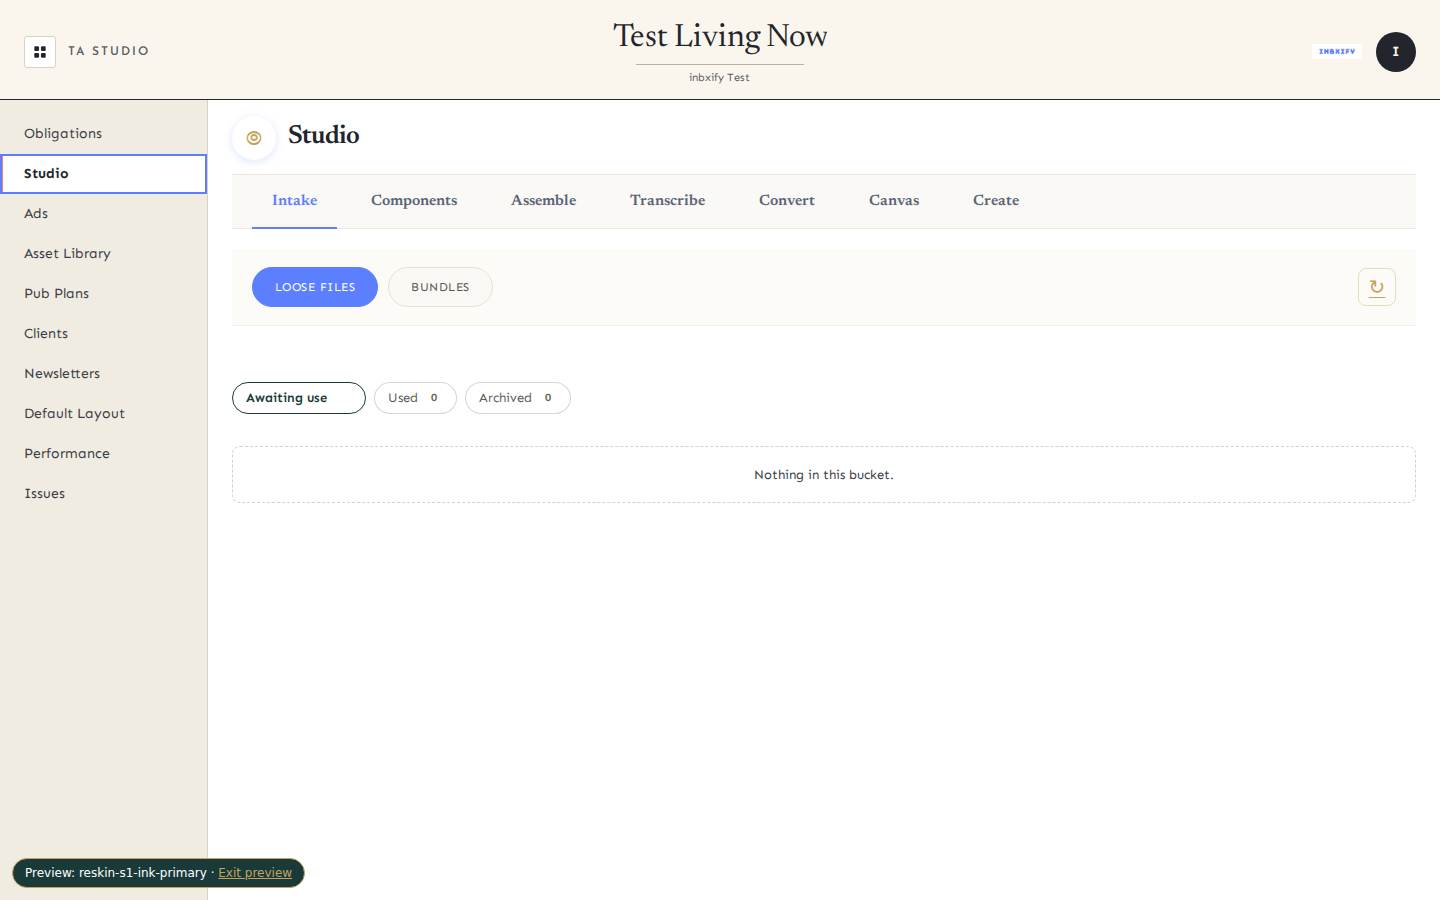 TA STUDIO
Test Living Now
inbxify Test
INBXIFY
I
Obligations
Studio
Ads
Asset Library
Pub Plans
Clients
Newsletters
Default Layout
Performance
Issues
Studio
Intake Components Assemble Transcribe Convert Canvas Create
LOOSE FILES BUNDLES
Awaiting use Used 0 Archived 0
Nothing in this bucket.
Preview: reskin-s1-ink-primary · Exit preview